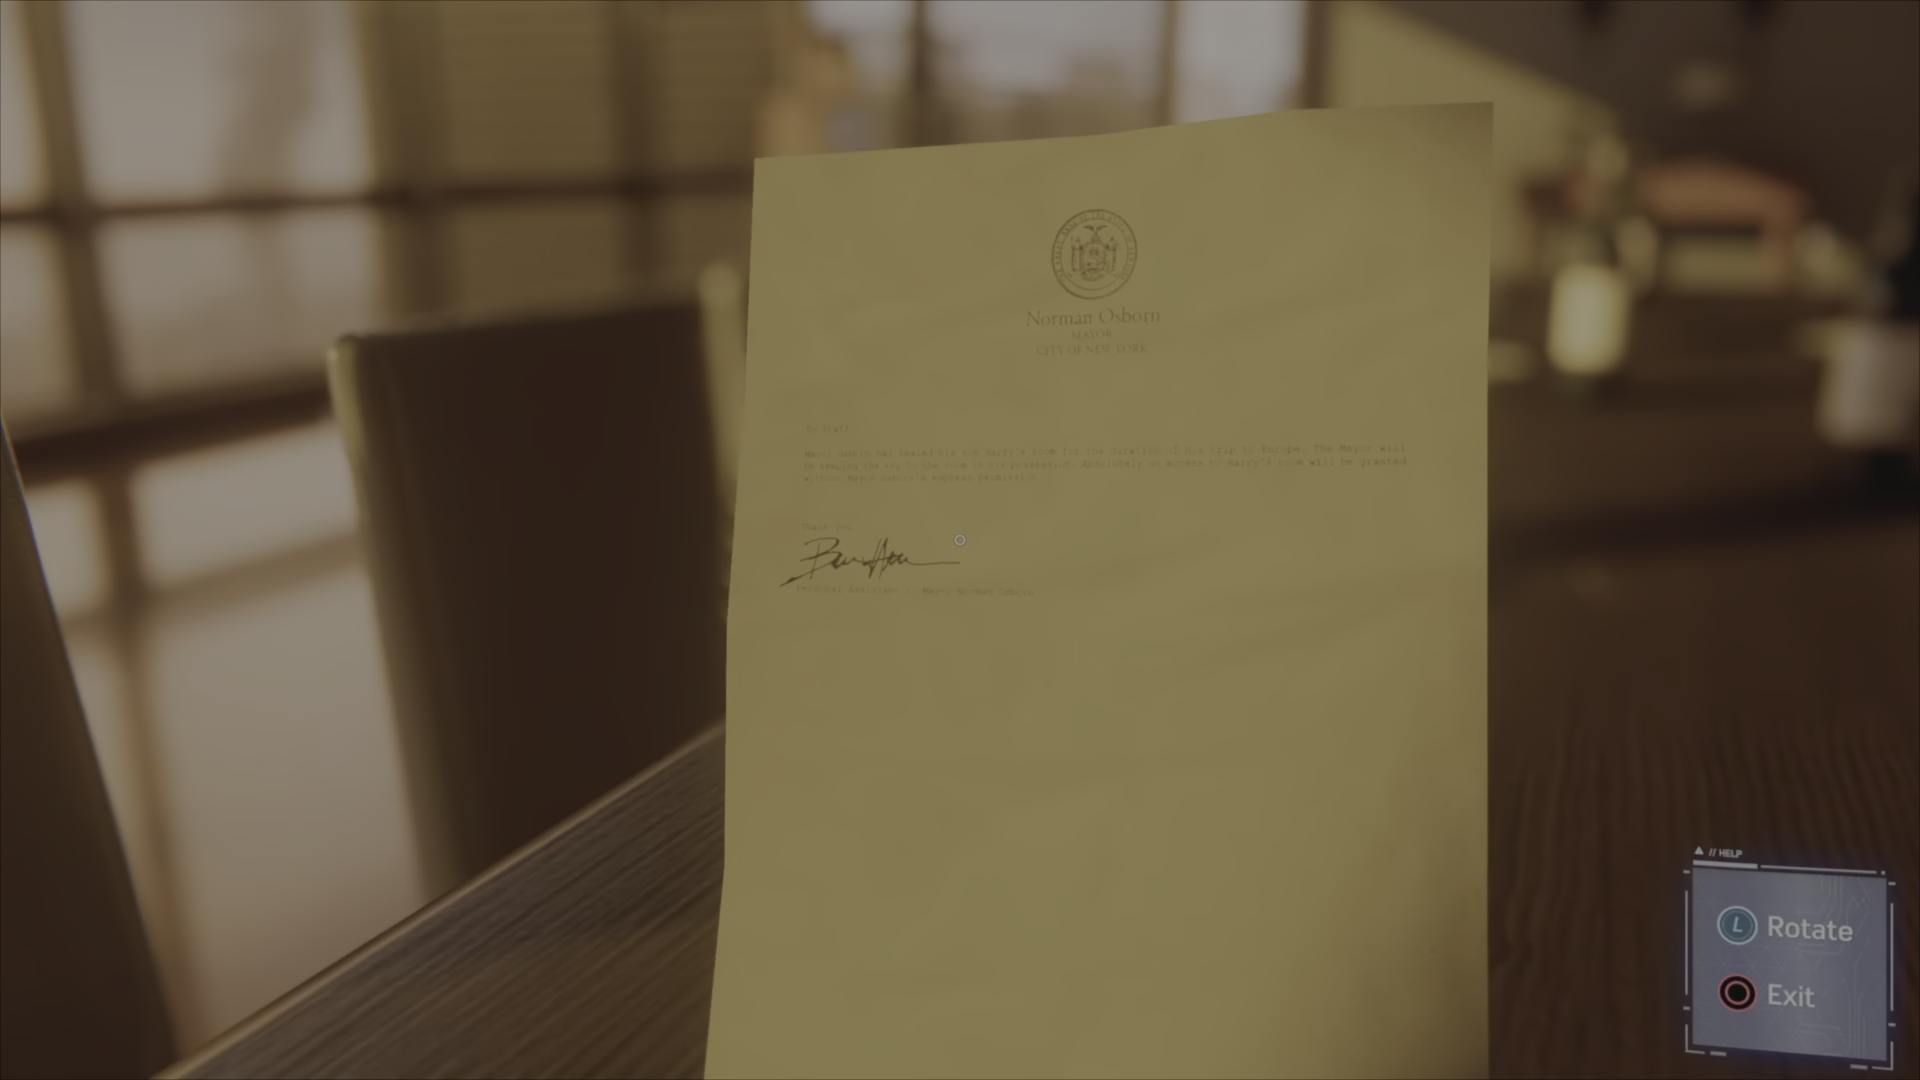 Norman Osborn
MAYOR
CITY OF NEW YORK
To Staff
Mayor Osborn has sealed his son Harry's room for the duration of his trip to Europe. The Mayor will
be keeping the key to the room in his possession. Absolutely no access to Harry's room will be granted
without Mayor Osborn's express permission.
Thank you,
Personal Assistant to Mayor Norman Osborn
// HELP
L Rotate
Exit